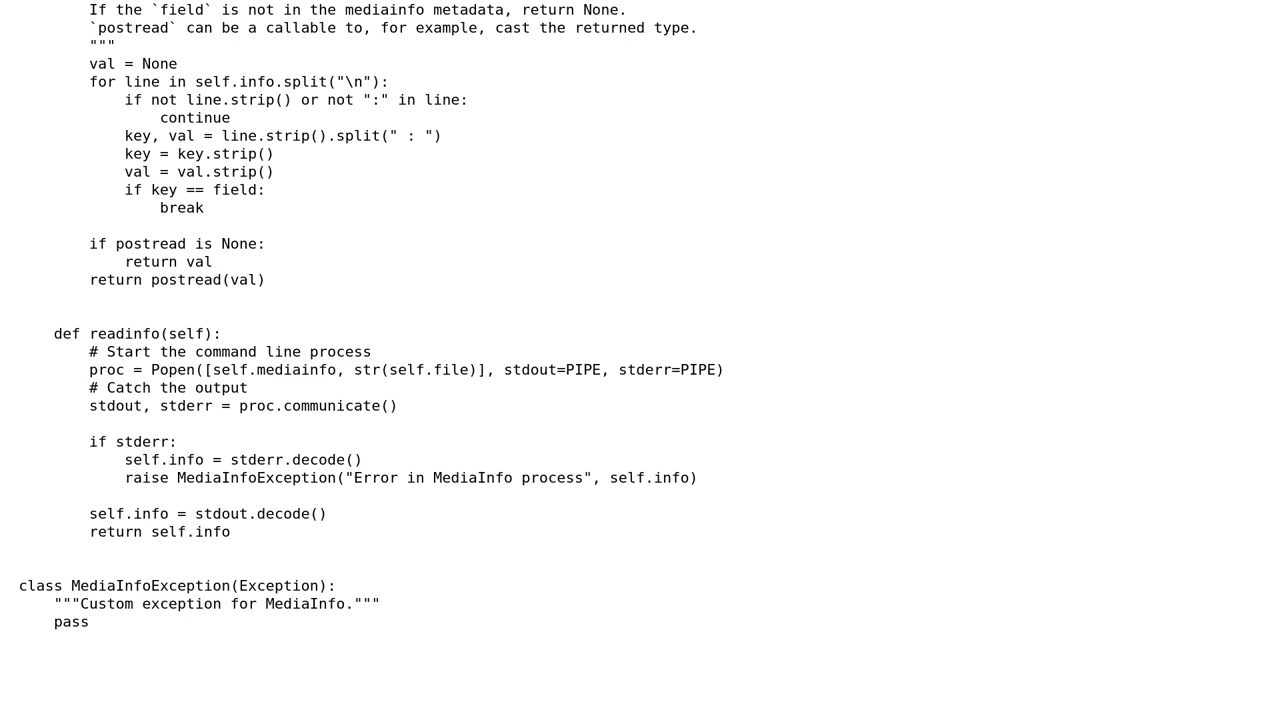 If the `field` is not in the mediainfo metadata, return None.
        `postread` can be a callable to, for example, cast the returned type.
        """
        val = None
        for line in self.info.split("\n"):
            if not line.strip() or not ":" in line:
                continue
            key, val = line.strip().split(" : ")
            key = key.strip()
            val = val.strip()
            if key == field:
                break

        if postread is None:
            return val
        return postread(val)


    def readinfo(self):
        # Start the command line process
        proc = Popen([self.mediainfo, str(self.file)], stdout=PIPE, stderr=PIPE)
        # Catch the output
        stdout, stderr = proc.communicate()

        if stderr:
            self.info = stderr.decode()
            raise MediaInfoException("Error in MediaInfo process", self.info)

        self.info = stdout.decode()
        return self.info


class MediaInfoException(Exception):
    """Custom exception for MediaInfo."""
    pass